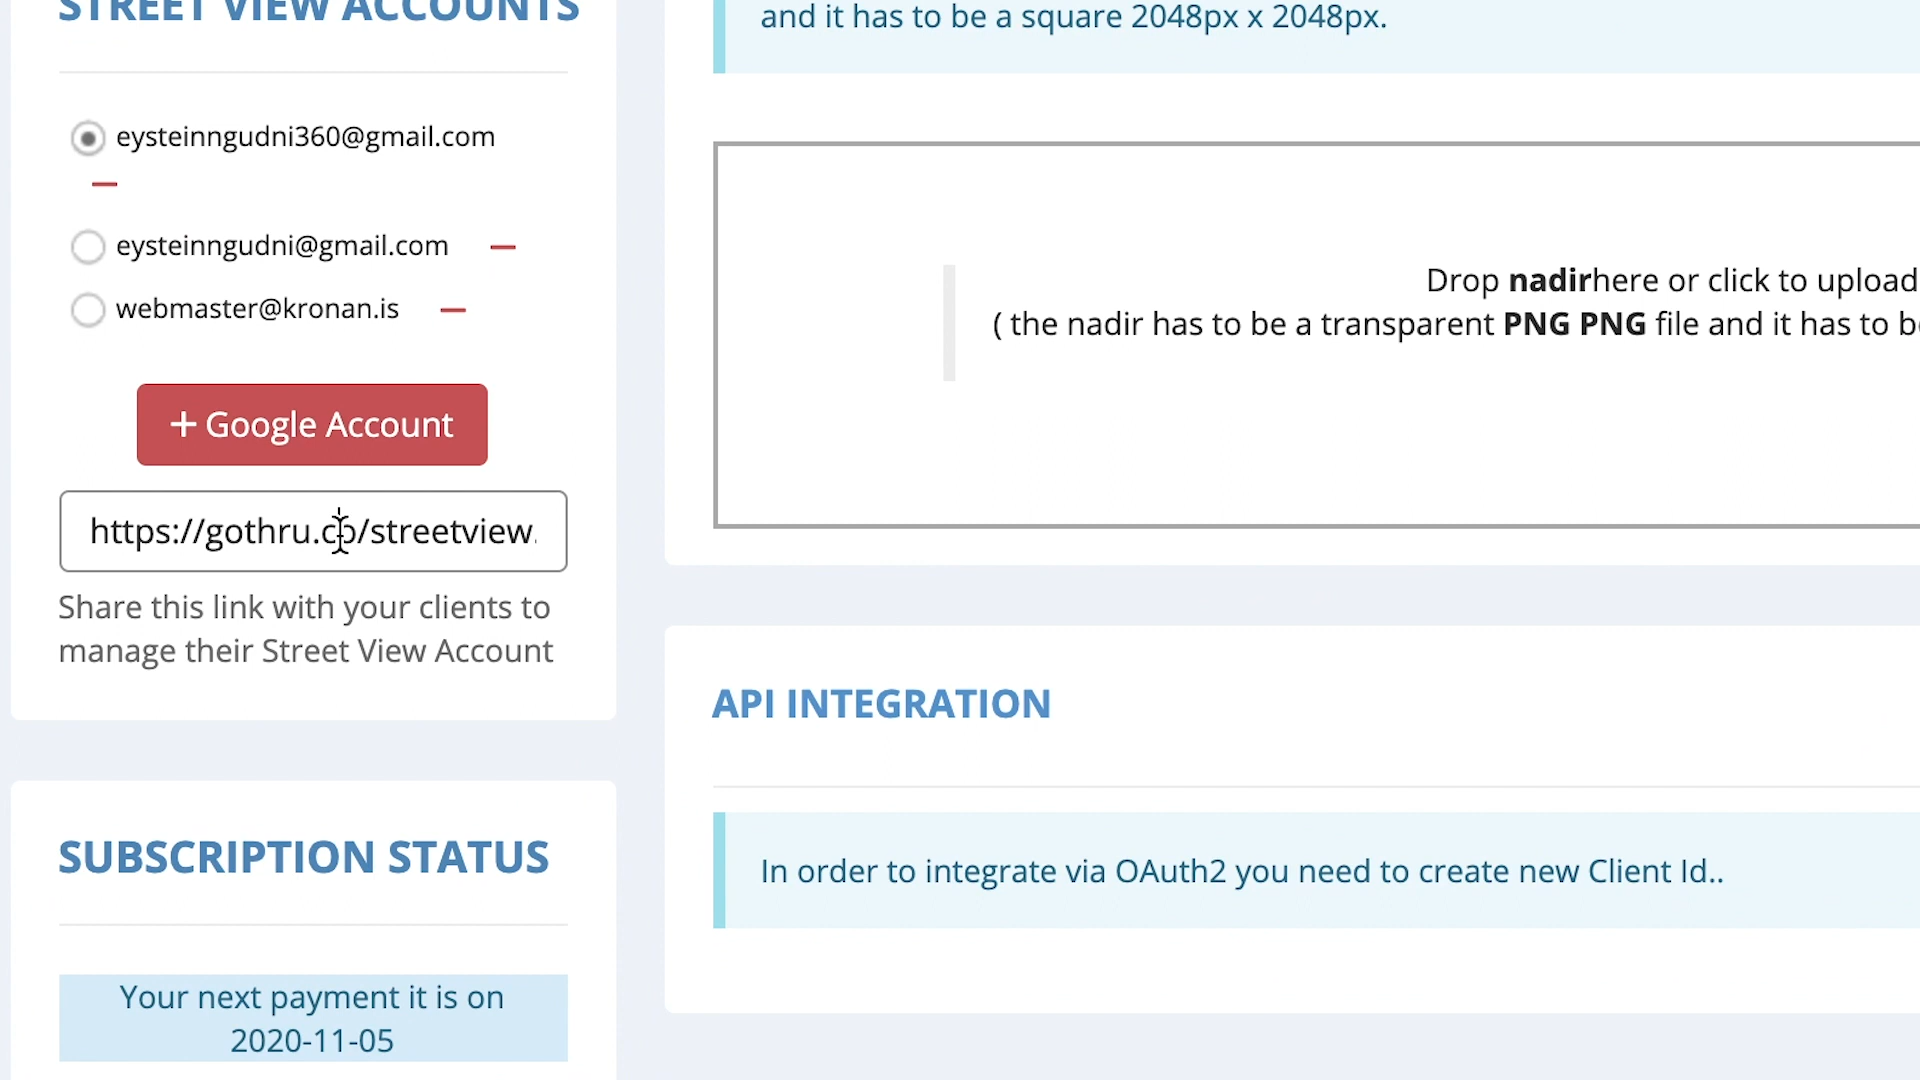 STREET VIEW ACCOUNTS
eysteinngudni360@gmail.com
eysteinngudni@gmail.com
webmaster@kronan.is
+ Google Account
https://gothru.co/streetview.
Share this link with your clients to
manage their Street View Account
SUBSCRIPTION STATUS
Your next payment it is on
2020-11-05
and it has to be a square 2048px x 2048px.
Drop nadirhere or click to upload
( the nadir has to be a transparent PNG PNG file and it has to
API INTEGRATION
In order to integrate via OAuth2 you need to create new Client Id..